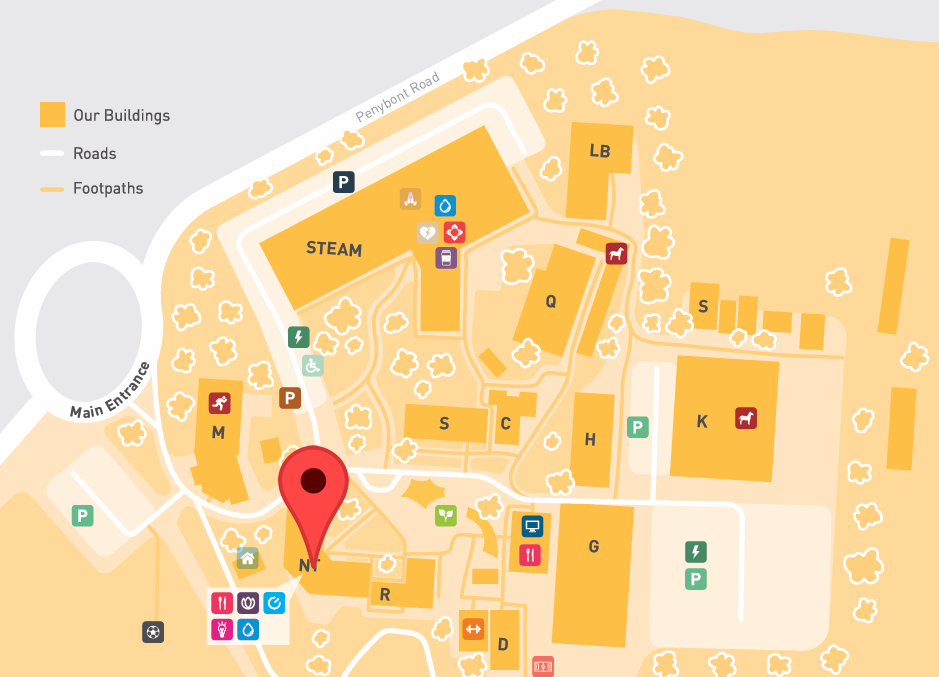 Penybont Road
LB
Our Buildings
Roads
P
Footpaths
STEAM
Q
S
Main Entrance
P
M
S
C
H
P
K
P
G
P
NT
R
D